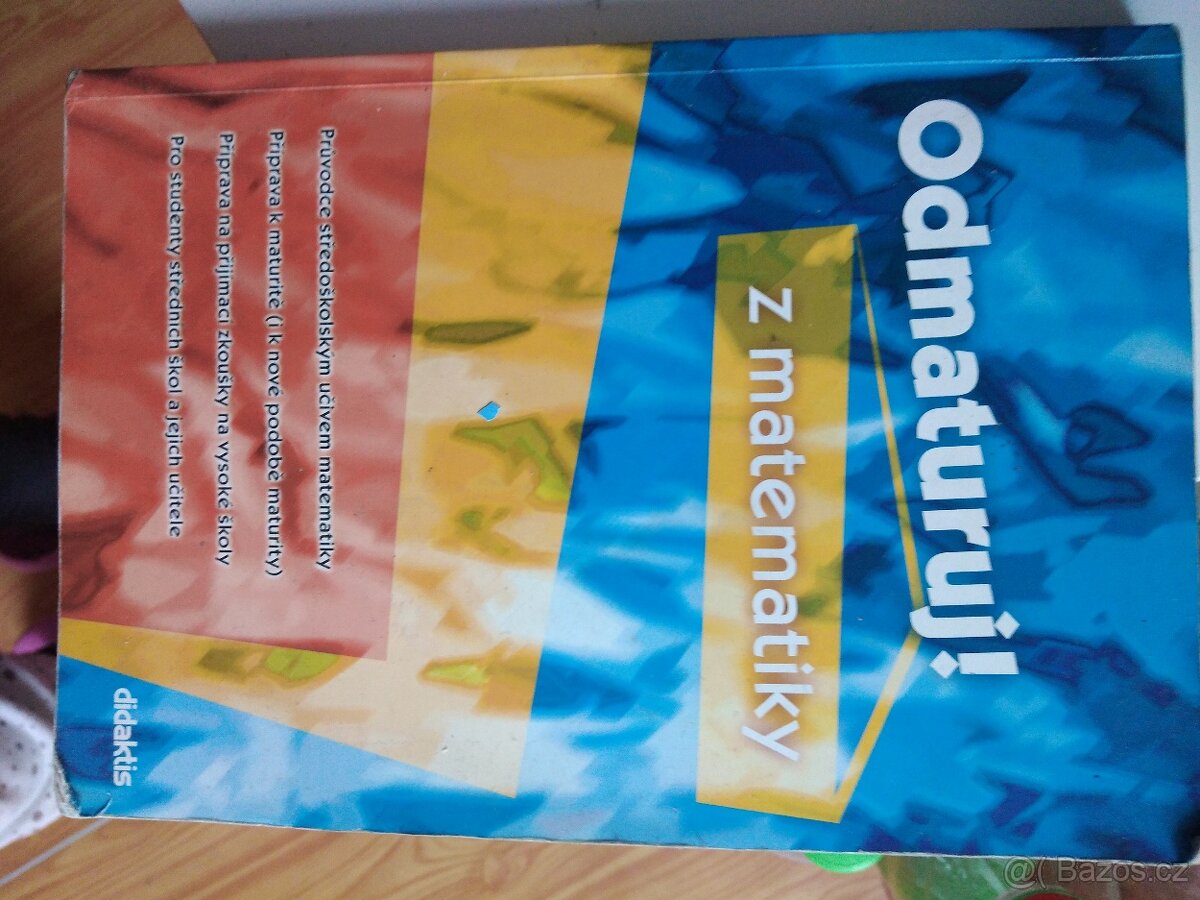 Odmaturuj!
z matematiky
Průvodce středoškolským učivem matematiky
Příprava k maturitě (i k nové podobě maturity)
Příprava na přijímací zkoušky na vysoké školy
Pro studenty středních škol a jejich učitele
didaktis
@( Bazos.cz